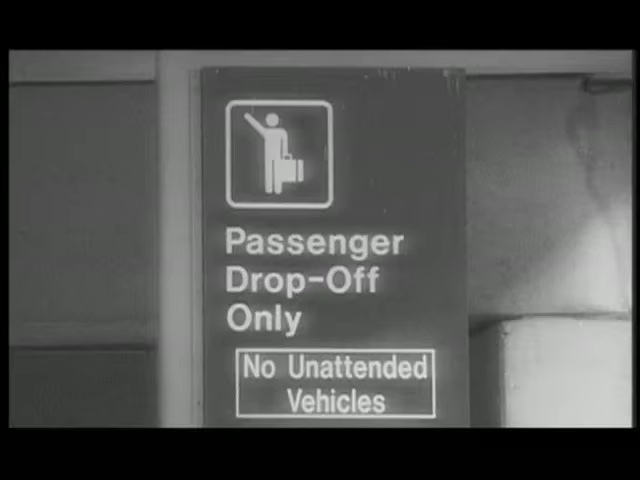 Passenger
Drop-Off
Only
No Unattended
Vehicles